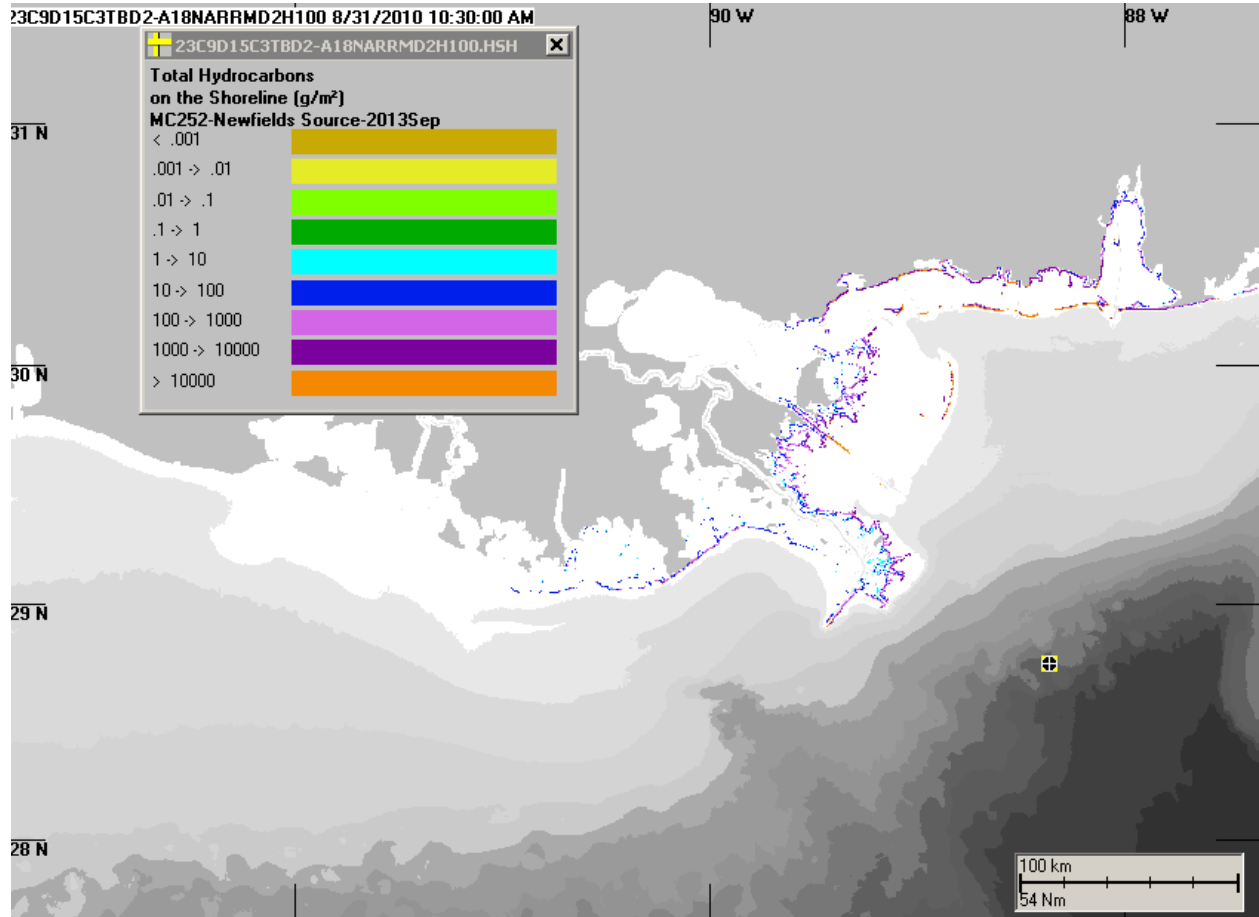 23C9D15C3TBD2-A18NARRMD2H100 8/31/2010 10:30:00 AM
90 W
88 W
23C9D15C3TBD2-A18NARRMD2H100.HSH
Total Hydrocarbons
on the Shoreline (g/m²)
MC252-Newfields Source-2013Sep
< .001
.001 -> .01
.01 -> .1
.1 -> 1
1 -> 10
10 -> 100
100 -> 1000
1000 -> 10000
> 10000
31 N
30 N
29 N
28 N
100 km
54 Nm